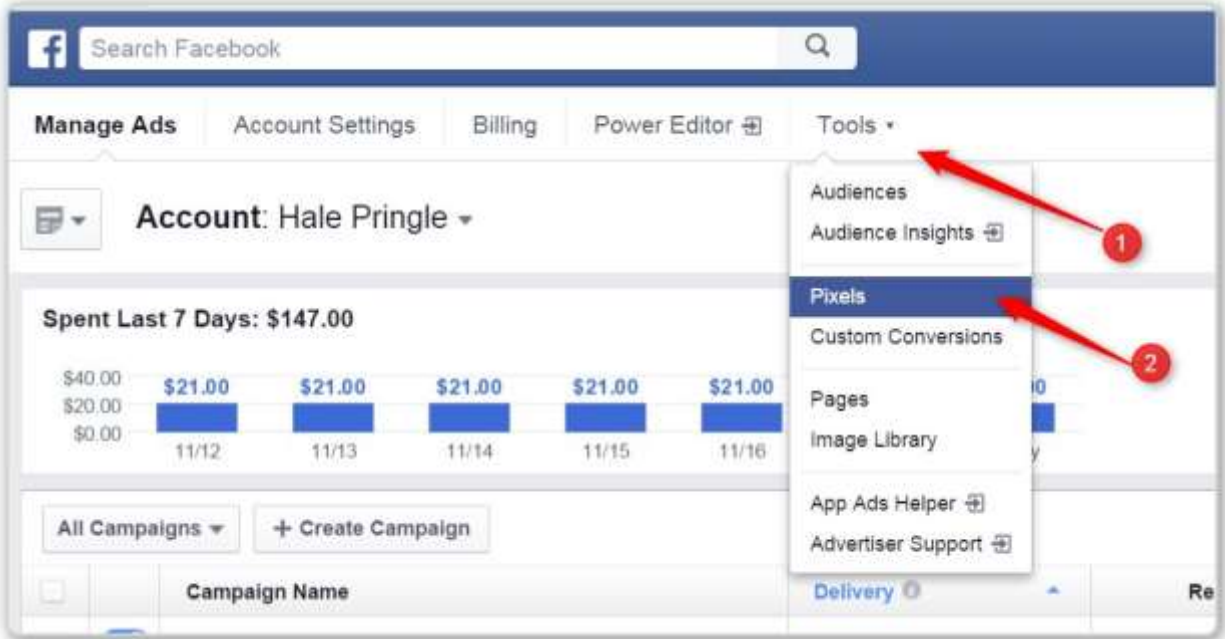 f Search Facebook
Manage Ads Account Settings Billing Power Editor Tools
Account: Hale Pringle
Audiences
Audience Insights
1
Pixels
Custom Conversions
2
Pages
Image Library
App Ads Helper
Advertiser Support
Spent Last 7 Days: $147.00
$40.00
$20.00
$0.00
$21.00 $21.00 $21.00 $21.00 $21.00 0
11/12 11/13 11/14 11/15 11/16 y
All Campaigns + Create Campaign
Campaign Name Delivery Re